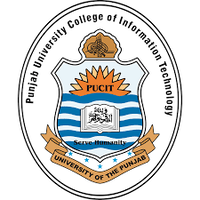 Punjab University College of Information Technology
PUCIT
Serve Humanity
UNIVERSITY OF THE PUNJAB